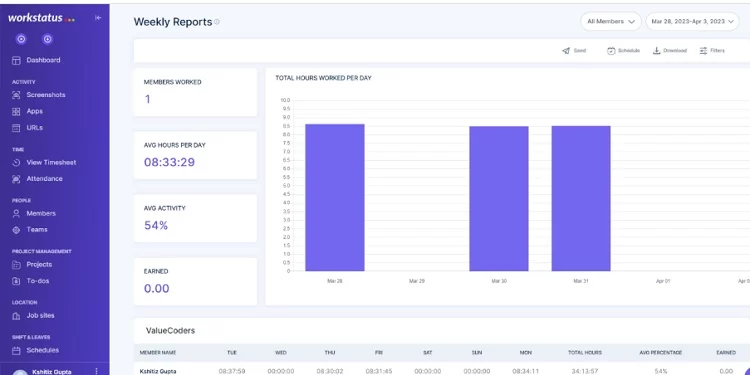 workstatus
Weekly Reports
All Members
Mar 28, 2023-Apr 3, 2023
Send
Schedule
Download
Filters
Dashboard
ACTIVITY
Screenshots
Apps
URLs
TIME
View Timesheet
Attendance
PEOPLE
Members
Teams
PROJECT MANAGEMENT
Projects
To-dos
LOCATION
Job sites
SHIFT & LEAVES
Schedules
Kshitiz Gupta
MEMBERS WORKED
1
AVG HOURS PER DAY
08:33:29
AVG ACTIVITY
54%
EARNED
0.00
TOTAL HOURS WORKED PER DAY
10.0
9.5
9.0
8.5
8.0
7.5
7.0
6.5
6.0
5.5
5.0
4.5
4.0
3.5
3.0
2.5
2.0
1.5
1.0
0.5
0
Mar 28 Mar 29 Mar 30 Mar 31 Apr 01
ValueCoders
MEMBER NAME TUE WED THU FRI SAT SUN MON TOTAL HOURS AVG PERCENTAGE EARNED
Kshitiz Gupta 08:37:59 00:00:00 08:30:02 08:31:45 00:00:00 00:00:00 08:34:11 34:13:57 54% 0.00